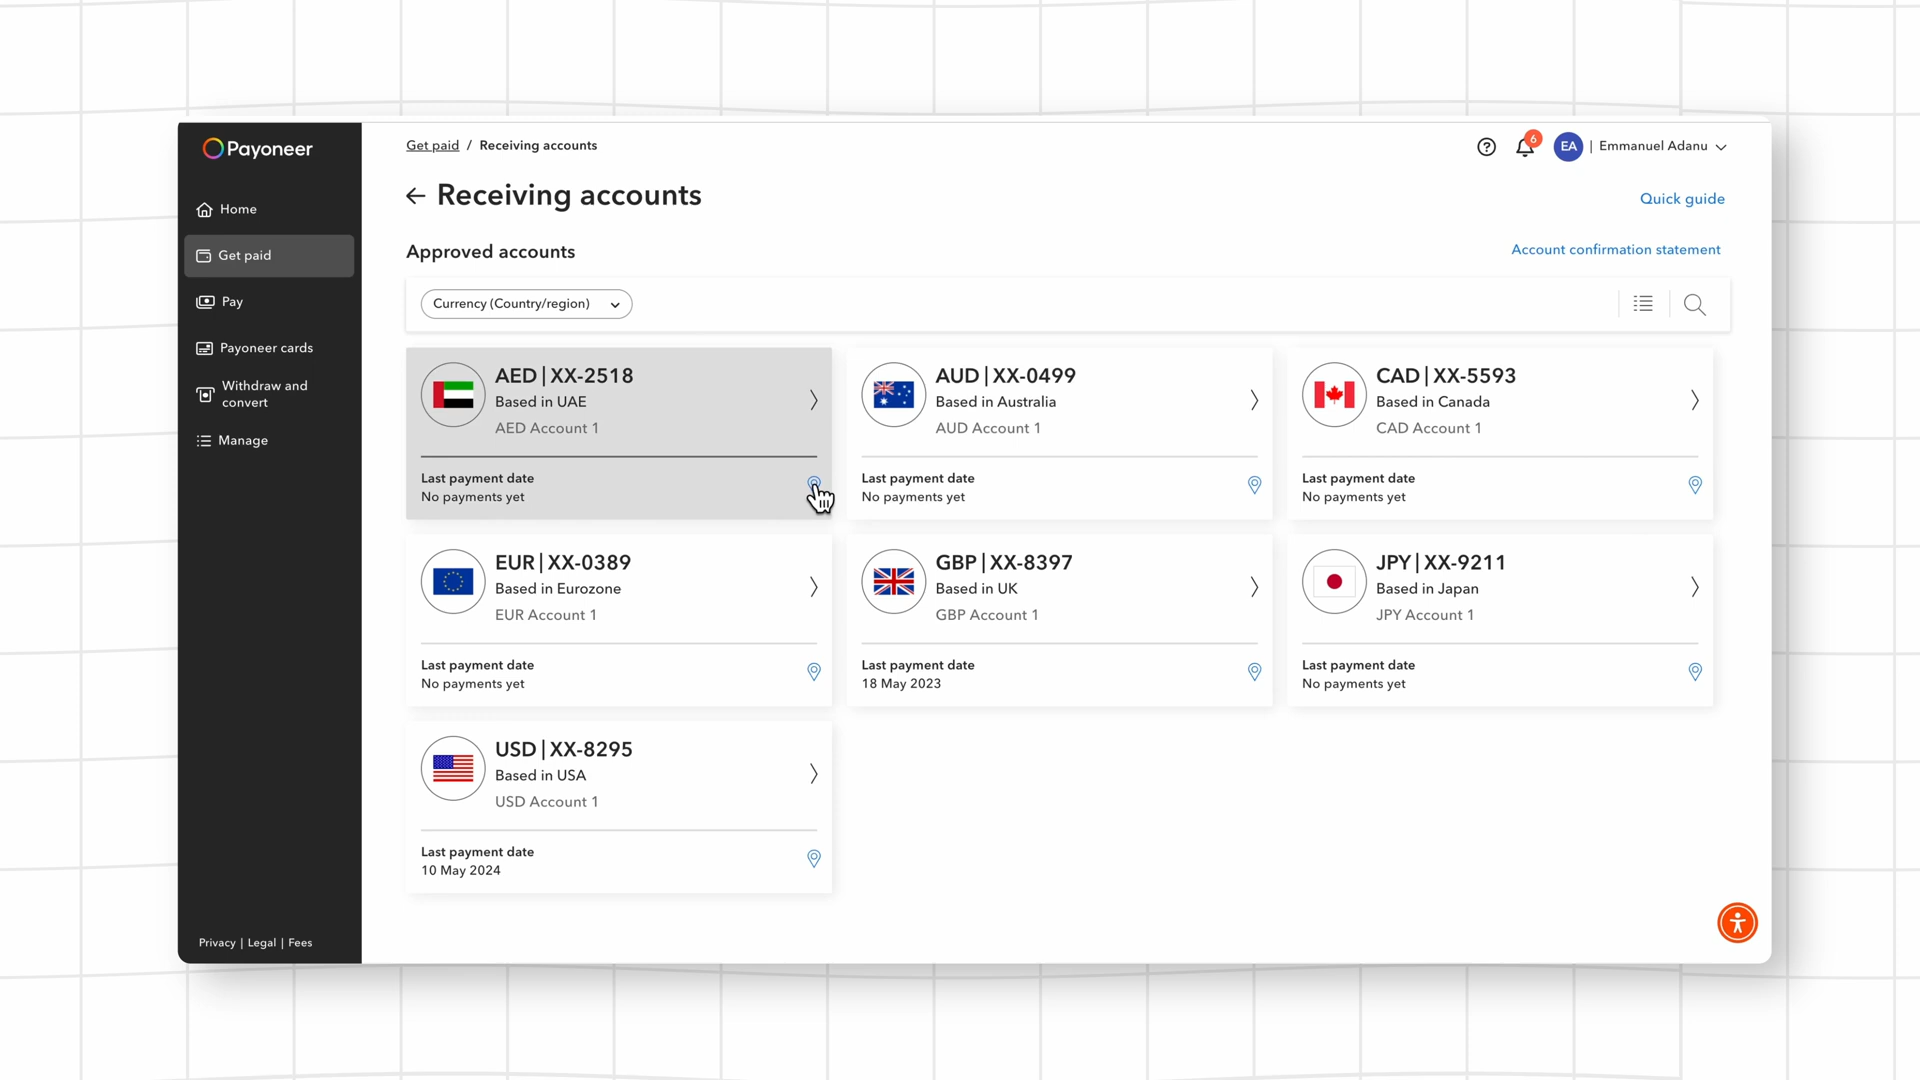 Payoneer
Home
Get paid
Pay
Payoneer cards
Withdraw and
convert
Manage
Privacy | Legal | Fees
Get paid / Receiving accounts
6
EA | Emmanuel Adanu
Receiving accounts
Quick guide
Approved accounts
Account confirmation statement
Currency (Country/region)
AED | XX-2518
Based in UAE
AED Account 1
Last payment date
No payments yet
AUD | XX-0499
Based in Australia
AUD Account 1
Last payment date
No payments yet
CAD | XX-5593
Based in Canada
CAD Account 1
Last payment date
No payments yet
EUR | XX-0389
Based in Eurozone
EUR Account 1
Last payment date
No payments yet
GBP | XX-8397
Based in UK
GBP Account 1
Last payment date
18 May 2023
JPY | XX-9211
Based in Japan
JPY Account 1
Last payment date
No payments yet
USD | XX-8295
Based in USA
USD Account 1
Last payment date
10 May 2024